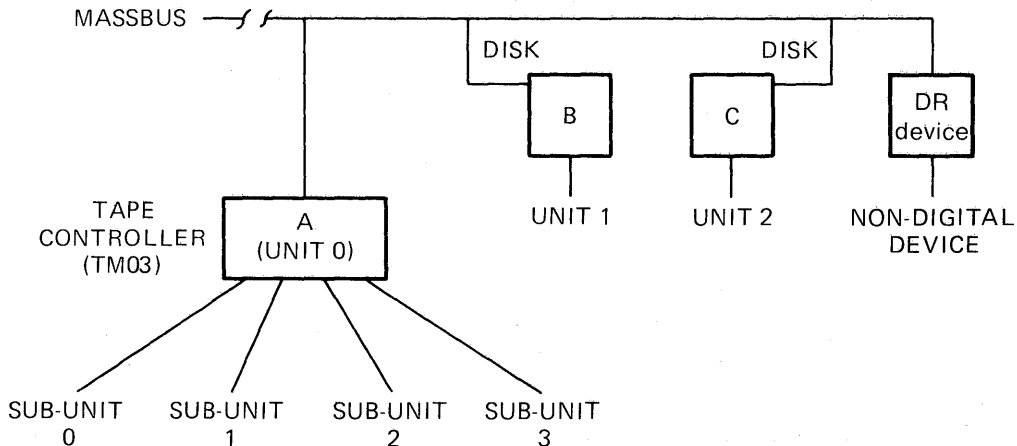 MASSBUS
DISK
DISK
B
C
DR
device
UNIT 1
UNIT 2
NON-DIGITAL
DEVICE
TAPE
CONTROLLER
(TM03)
A
(UNIT 0)
SUB-UNIT
0
SUB-UNIT
1
SUB-UNIT
2
SUB-UNIT
3